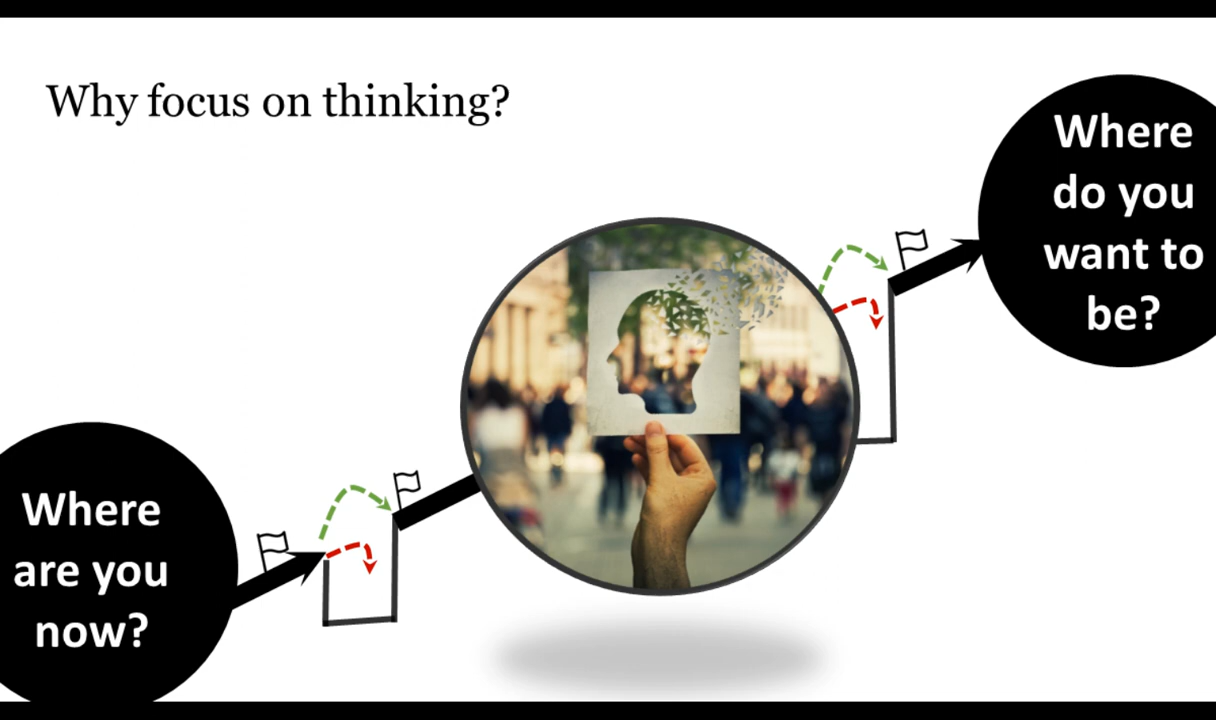 Why focus on thinking?
Where
do you
want to
be?
Where
are you
now?